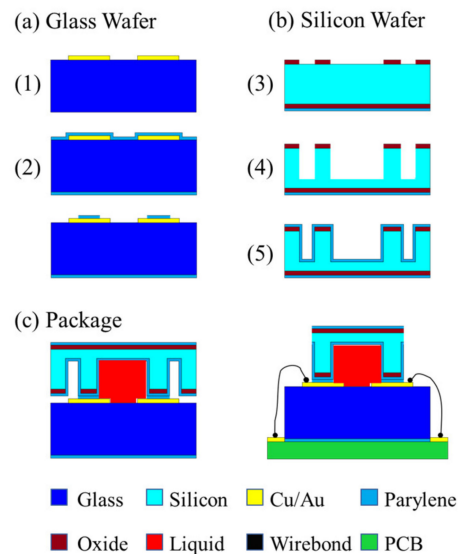 (a) Glass Wafer
(b) Silicon Wafer
(1)
(3)
(2)
(4)
(5)
(c) Package
Glass
Silicon
Cu/Au
Parylene
Oxide
Liquid
Wirebond
PCB